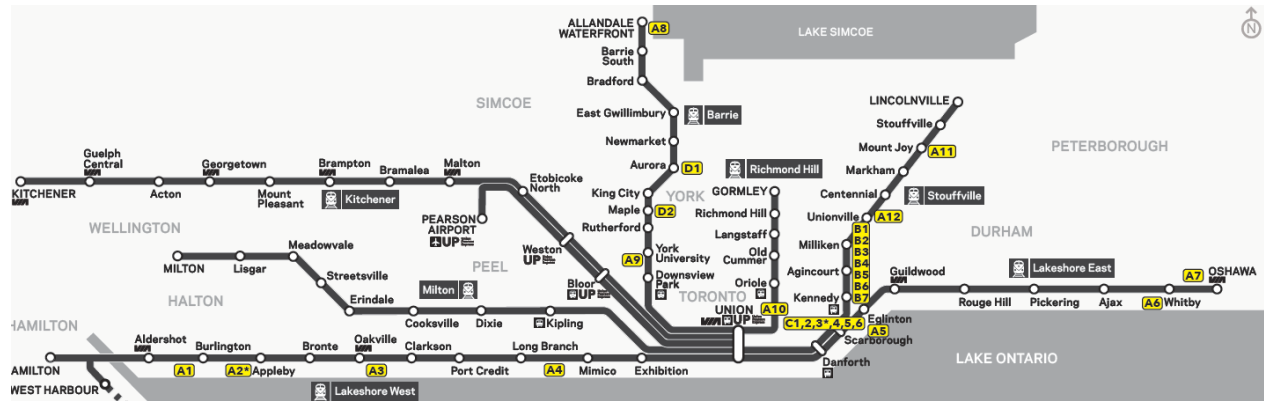 ALLANDALE
WATERFRONT
A8
LAKE SIMCOE
N
Barrie
South
Bradford
SIMCOE
East Gwillimbury
Barrie
Newmarket
Aurora
D1
King City
YORK
Maple
D2
Rutherford
A9
York
University
Downsview
Park
Richmond Hill
GORMLEY
Richmond Hill
Langstaff
Old
Cummer
Oriole
TORONTO
A10
UNION
UP
LINCOLNVILLE
Stouffville
Mount Joy
A11
Markham
Centennial
Stouffville
Unionville
A12
B1
B2
B3
B4
B5
B6
B7
Milliken
Agincourt
Kennedy
C1,2,3*,4,5,6
PETERBOROUGH
DURHAM
Guelph
Central
Georgetown
Brampton
Bramalea
Malton
Etobicoke
North
KITCHENER
Acton
Mount
Pleasant
Kitchener
PEARSON
AIRPORT
UP
Weston
UP
Bloor
UP
WELLINGTON
PEEL
HALTON
Meadowvale
MILTON
Lisgar
Streetsville
Erindale
Milton
Cooksville
Dixie
Kipling
Guildwood
Lakeshore East
A7
OSHAWA
Rouge Hill
Pickering
Ajax
A6
Whitby
Eglinton
A5
Scarborough
Danforth
LAKE ONTARIO
HAMILTON
Aldershot
Burlington
Bronte
Oakville
Clarkson
Long Branch
AMILTON
A1
A2*
Appleby
A3
Port Credit
A4
Mimico
Exhibition
WEST HARBOUR
Lakeshore West